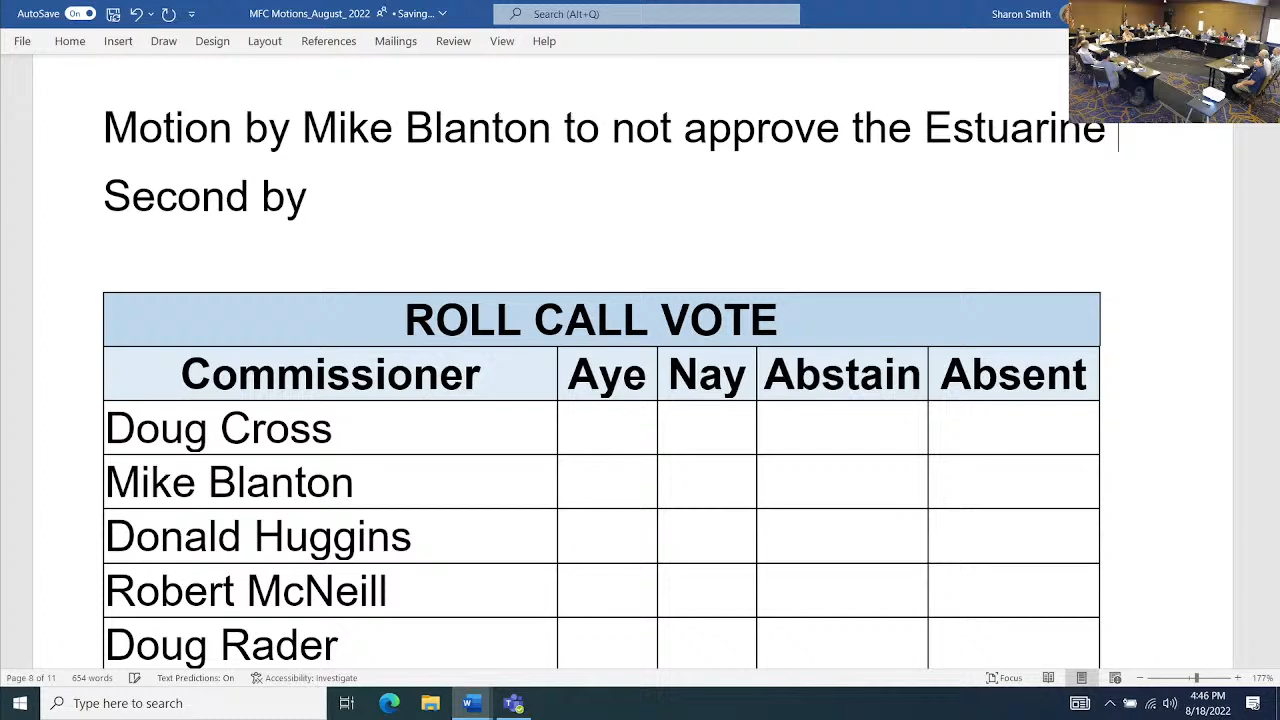 AutoSave On MFC Motions_August_ 2022 •Saving... Search (Alt+Q) Sharon Smith
File Home Insert Draw Design Layout References Mailings Review View Help
Motion by Mike Blanton to not approve the Estuarine
Second by
ROLL CALL VOTE
Commissioner Aye Nay Abstain Absent
Doug Cross
Mike Blanton
Donald Huggins
Robert McNeill
Doug Rader
Page 8 of 11 654 words Text Predictions: On Accessibility: Investigate Focus 177%
Type here to search 4:46 PM
8/18/2022